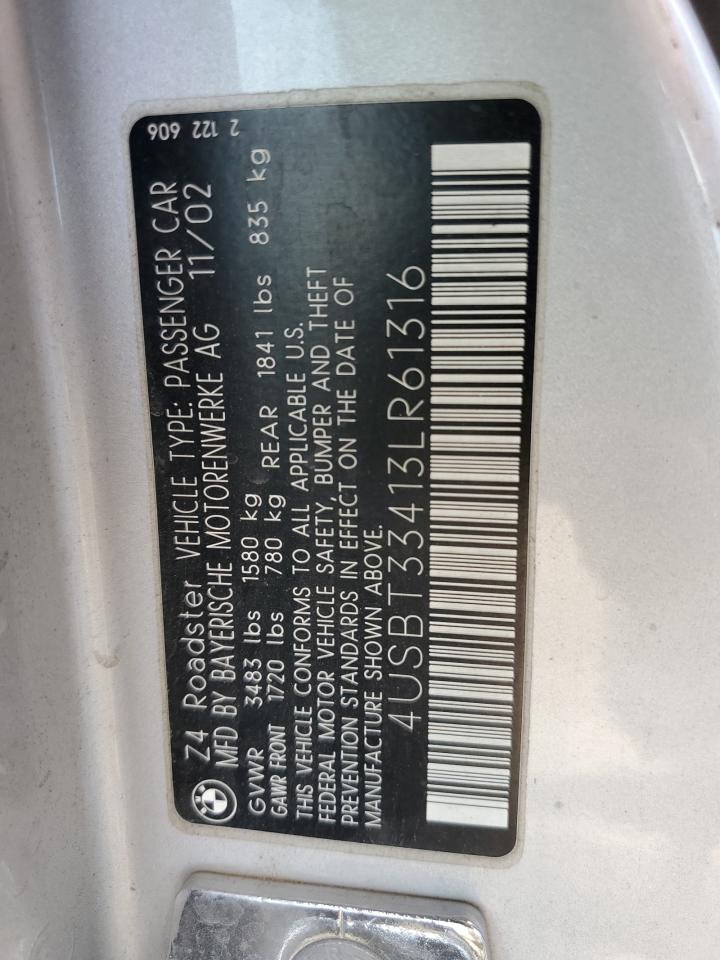 Z4 Roadster VEHICLE TYPE: PASSENGER CAR
MFD BY BAYERISCHE MOTORENWERKE AG 11/02
GVWR 3483 lbs 1580 kg
GAWR FRONT 1720 lbs 780 kg REAR 1841 lbs 835 kg
THIS VEHICLE CONFORMS TO ALL APPLICABLE U.S.
FEDERAL MOTOR VEHICLE SAFETY, BUMPER AND THEFT
PREVENTION STANDARDS IN EFFECT ON THE DATE OF
MANUFACTURE SHOWN ABOVE.
4USBT33413LR61316
2 122 606